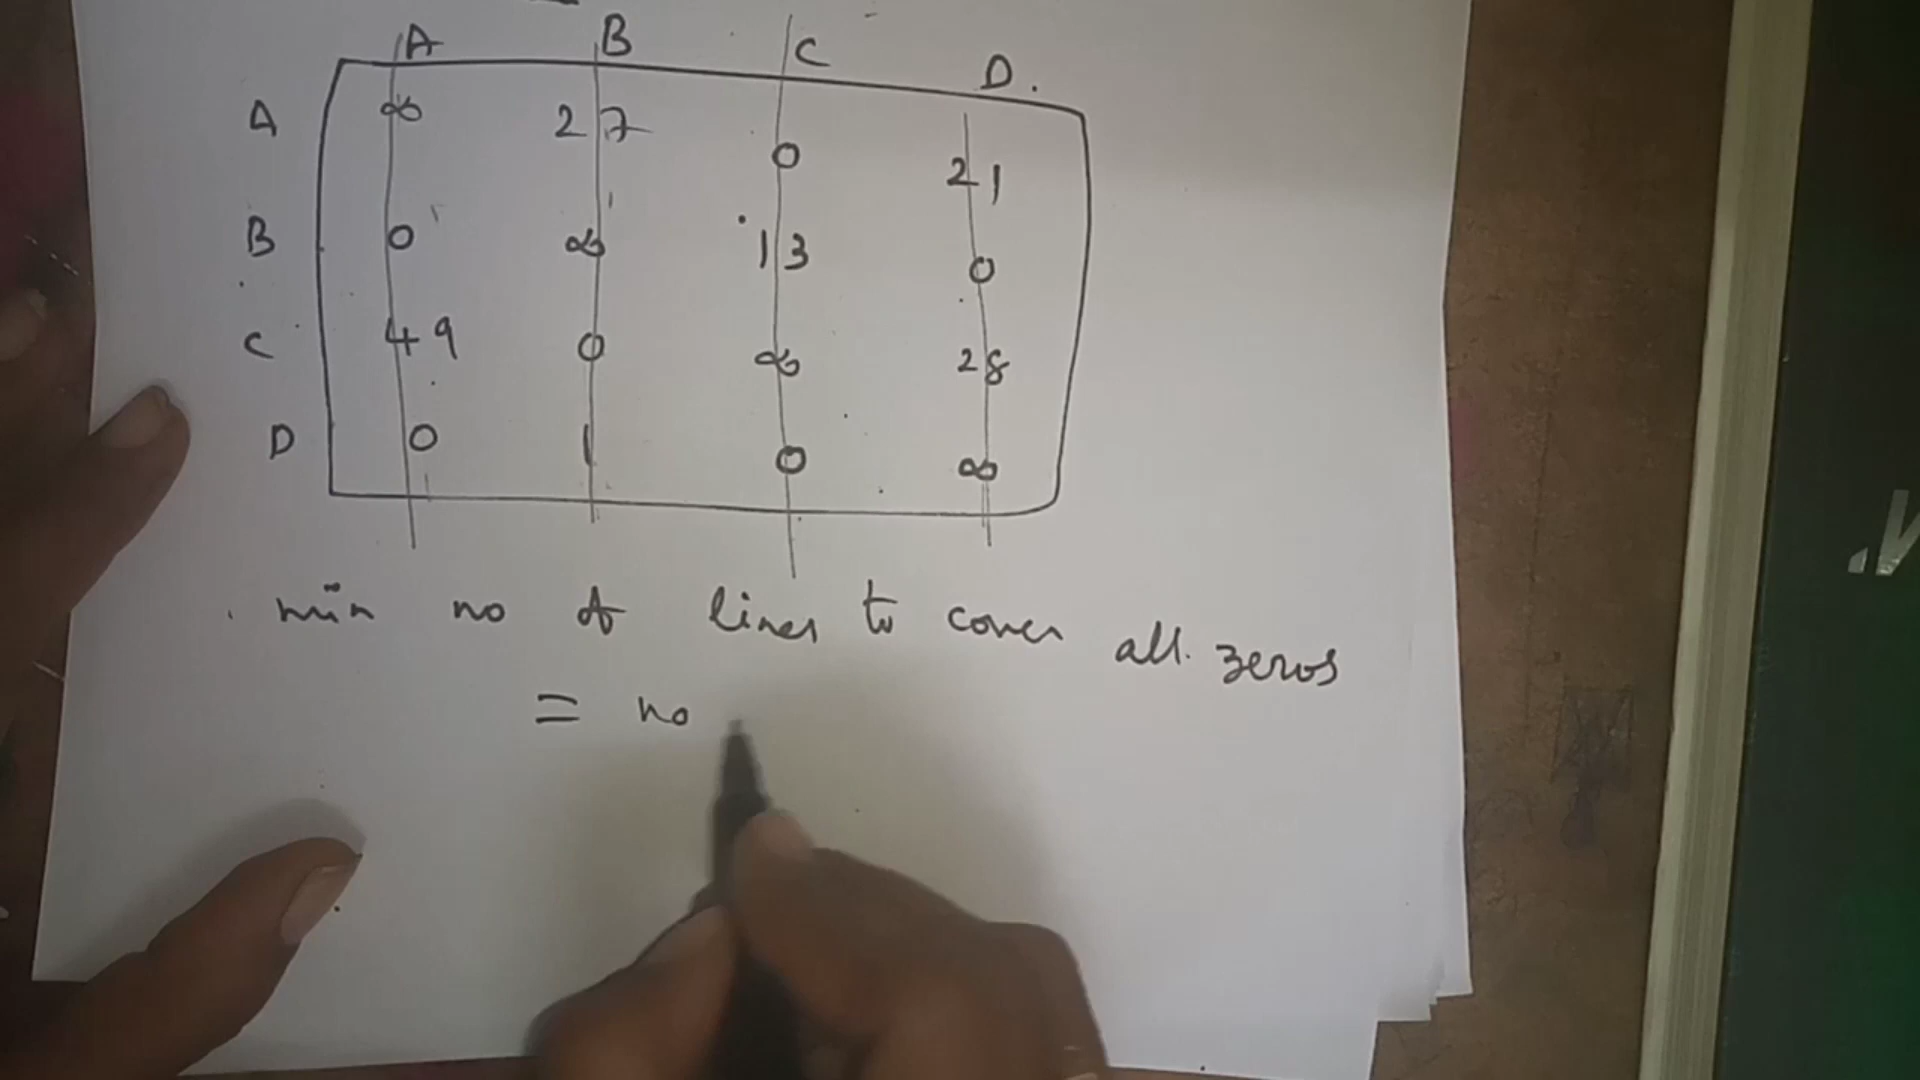 A B C D.
A ∞ 27 0 21
B 0 ∞ 13 0
C 49 0 ∞ 28
D 0 1 0 ∞
min no of lines to cover all zeros
= no